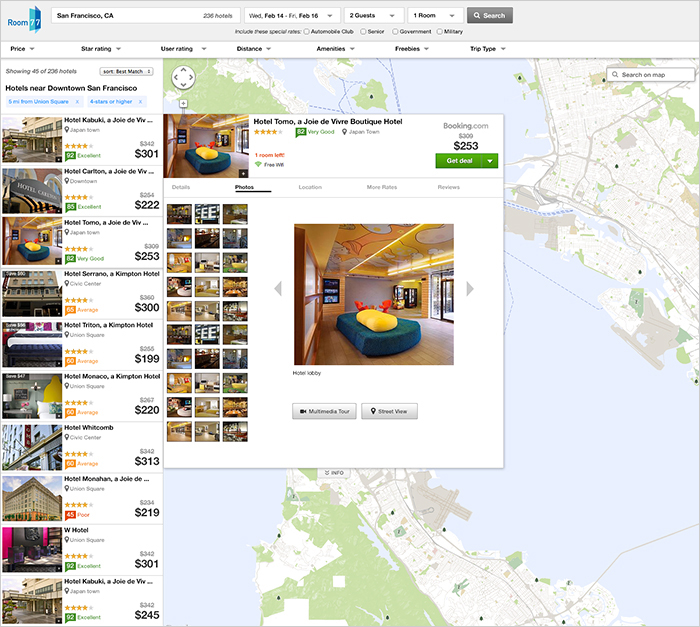 Room 77
San Francisco, CA
236 hotels
Wed, Feb 14 - Fri, Feb 16
2 Guests
1 Room
Search
Include these special rates: Automobile Club Senior Government Military
Price
Star rating
User rating
Distance
Amenities
Freebies
Trip Type
Showing 45 of 236 hotels
sort: Best Match
Hotels near Downtown San Francisco
5 mi from Union Square x
4-stars or higher x
Hotel Kabuki, a Joie de Viv ...
Japan town
$342
92 Excellent
$301
Hotel Carlton, a Joie de Viv ...
Downtown
$254
85 Excellent
$222
Hotel Tomo, a Joie de Viv ...
Japan town
$309
82 Very Good
$253
Save $90
Hotel Serrano, a Kimpton Hotel
Civic Center
$360
Average
$300
Save $96
Hotel Triton, a Kimpton Hotel
Union Square
$255
Average
$199
Save $47
Hotel Monaco, a Kimpton Hotel
Union Square
$267
Average
$220
Hotel Whitcomb
Civic Center
$342
Average
$313
Hotel Monahan, a Joie de Viv ...
Union Square
$234
45 Poor
$219
W Hotel
Union Square
$342
92 Excellent
$301
Hotel Kabuki, a Joie de Viv ...
Japan town
$342
92 Excellent
$245
Search on map
Hotel Tomo, a Joie de Vivre Boutique Hotel
82 Very Good
Japan Town
1 room left!
Free Wifi
Booking.com
$309
$253
Get deal
Details
Photos
Location
More Rates
Reviews
Hotel lobby
Multimedia Tour
Street View
INFO